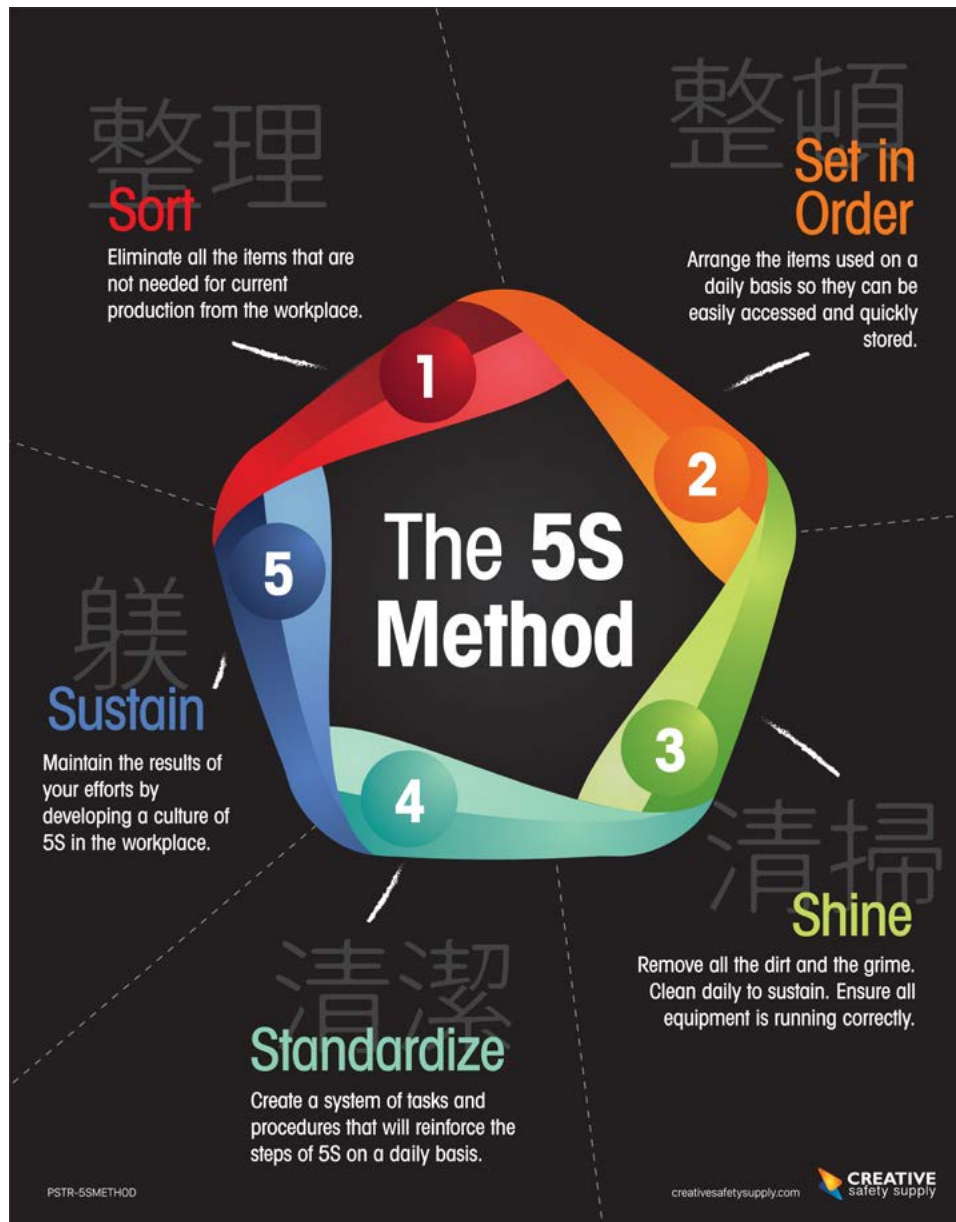 整理
Sort
Eliminate all the items that are
not needed for current
production from the workplace.
整頓
Set in
Order
Arrange the items used on a
daily basis so they can be
easily accessed and quickly
stored.
1
2
The 5S
Method
5
3
4
躾
Sustain
Maintain the results of
your efforts by
developing a culture of
5S in the workplace.
清掃
Shine
Remove all the dirt and the grime.
Clean daily to sustain. Ensure all
equipment is running correctly.
清潔
Standardize
Create a system of tasks and
procedures that will reinforce the
steps of 5S on a daily basis.
PSTR-5SMETHOD
creativesafetysupply.com
CREATIVE
safety supply